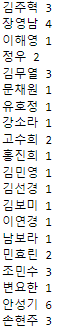 김주혁 3
장영남 4
이해영 1
정우 2
김무열 3
문채원 1
유호정 1
강소라 1
고수희 2
홍진희 1
김민영 1
김선경 1
김보미 1
이연경 1
남보라 1
민효린 2
조민수 3
변요한 1
안성기 6
손현주 3